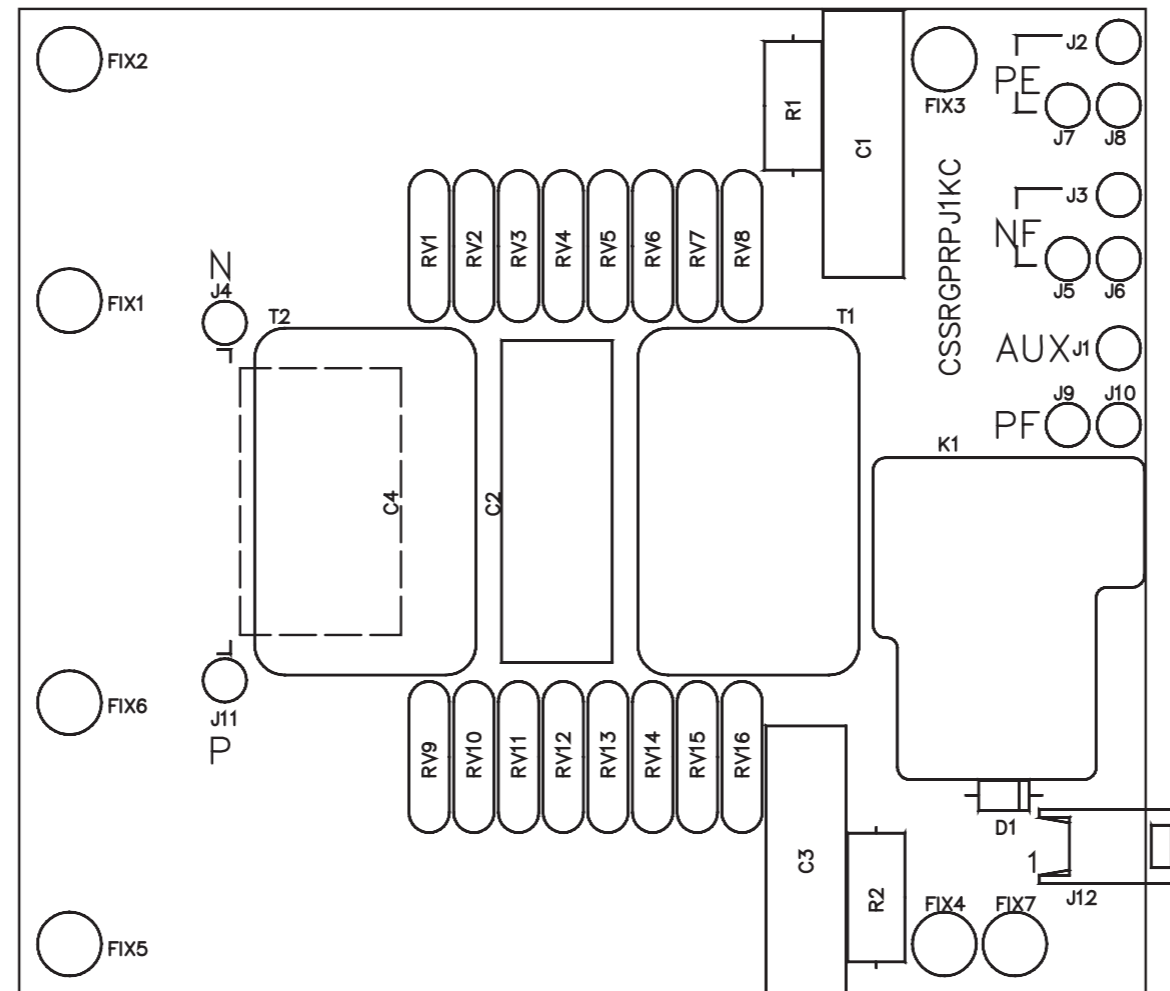 FIX2
FIX3
J2
PE
J7
J8
R1
C1
CSSRGPRPJ1KC
J3
NF
J5
J6
RV1
RV2
RV3
RV4
RV5
RV6
RV7
RV8
N
J4
FIX1
T2
T1
AUX
J1
J9
J10
PF
K1
C4
C2
FIX6
J11
P
RV9
RV10
RV11
RV12
RV13
RV14
RV15
RV16
D1
1
J12
C3
R2
FIX4
FIX7
FIX5